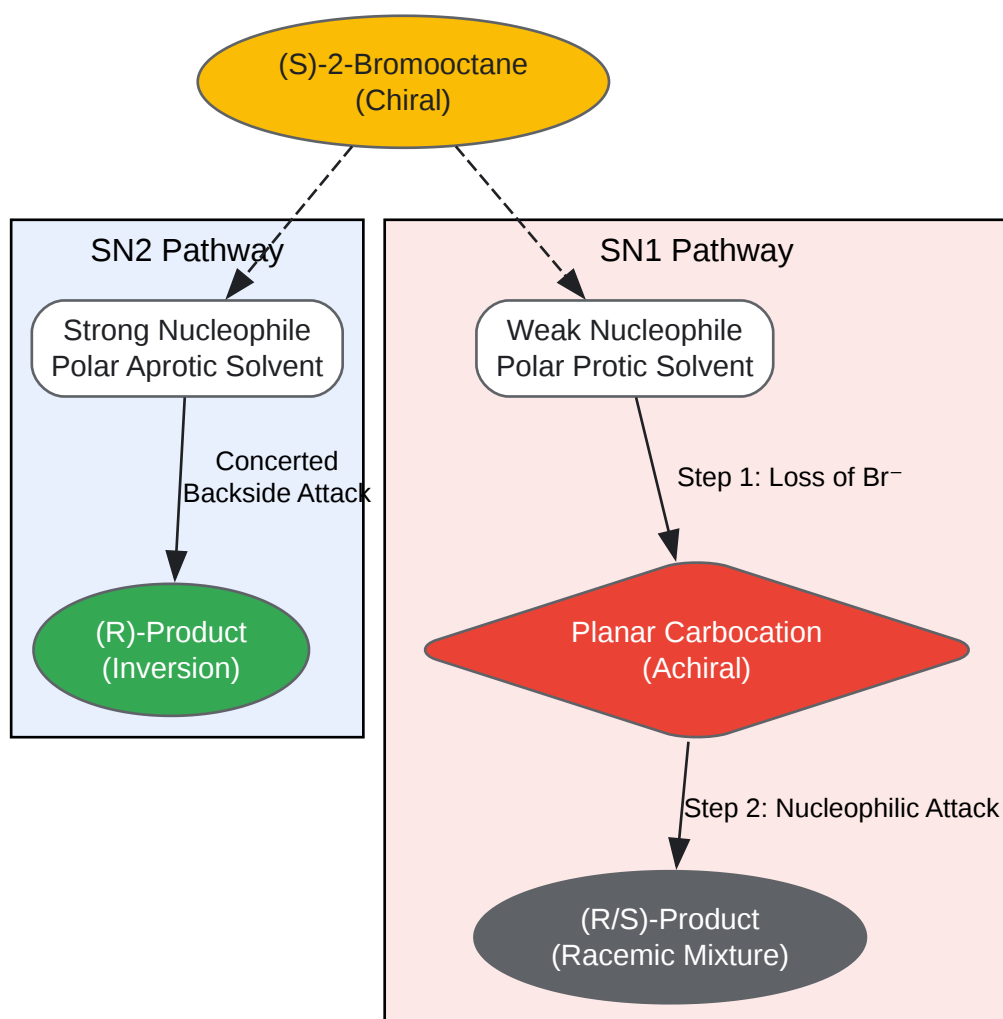 (S)-2-Bromooctane
(Chiral)
SN2 Pathway
Strong Nucleophile
Polar Aprotic Solvent
Concerted
Backside Attack
(R)-Product
(Inversion)
SN1 Pathway
Weak Nucleophile
Polar Protic Solvent
Step 1: Loss of Br⁻
Planar Carbocation
(Achiral)
Step 2: Nucleophilic Attack
(R/S)-Product
(Racemic Mixture)